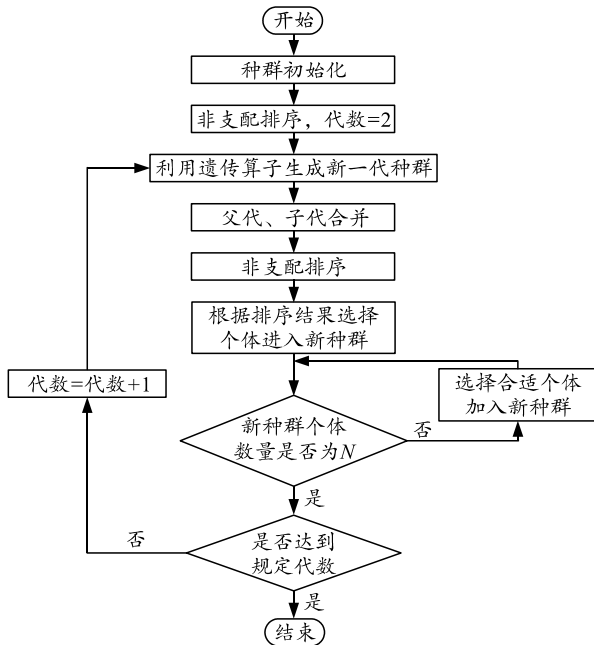 开始
种群初始化
非支配排序，代数=2
利用遗传算子生成新一代种群
父代、子代合并
非支配排序
根据排序结果选择
个体进入新种群
代数=代数+1
选择合适个体
加入新种群
新种群个体
数量是否为N
否
是
否
是否达到
规定代数
是
结束